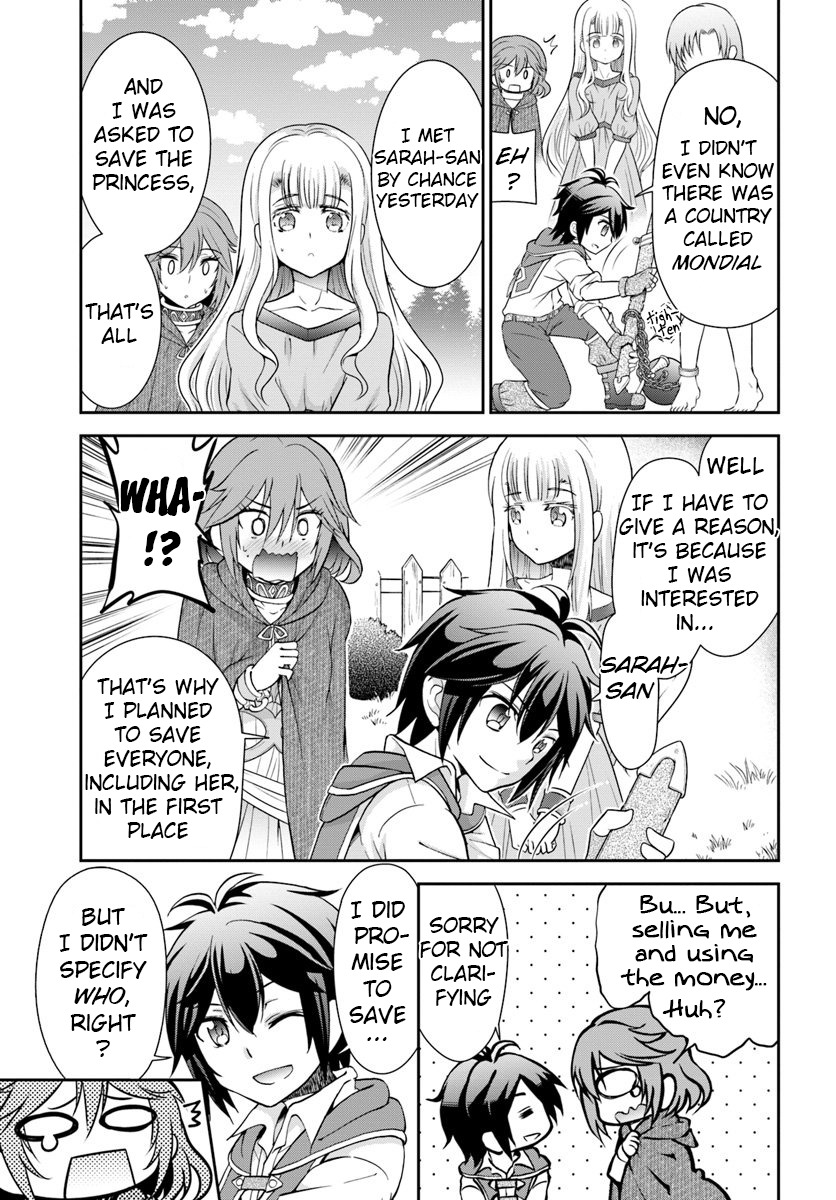 NO,
I DIDN'T
EVEN KNOW
THERE WAS
A COUNTRY
CALLED
MONDIAL
EH
?
tigh
ten
I MET
SARAH-SAN
BY CHANCE
YESTERDAY
AND
I WAS
ASKED TO
SAVE THE
PRINCESS,
THAT'S
ALL
WELL
IF I HAVE TO
GIVE A REASON,
IT'S BECAUSE
I WAS
INTERESTED
IN...
SARAH-
SAN
WHA-
!?
THAT'S WHY
I PLANNED
TO SAVE
EVERYONE,
INCLUDING HER,
IN THE FIRST
PLACE
Bu... But,
selling me
and using
the money...
Huh?
SORRY
FOR NOT
CLARI-
FYING
I DID
PRO-
MISE
TO
SAVE
...
BUT
I DIDN'T
SPECIFY
WHO,
RIGHT
?